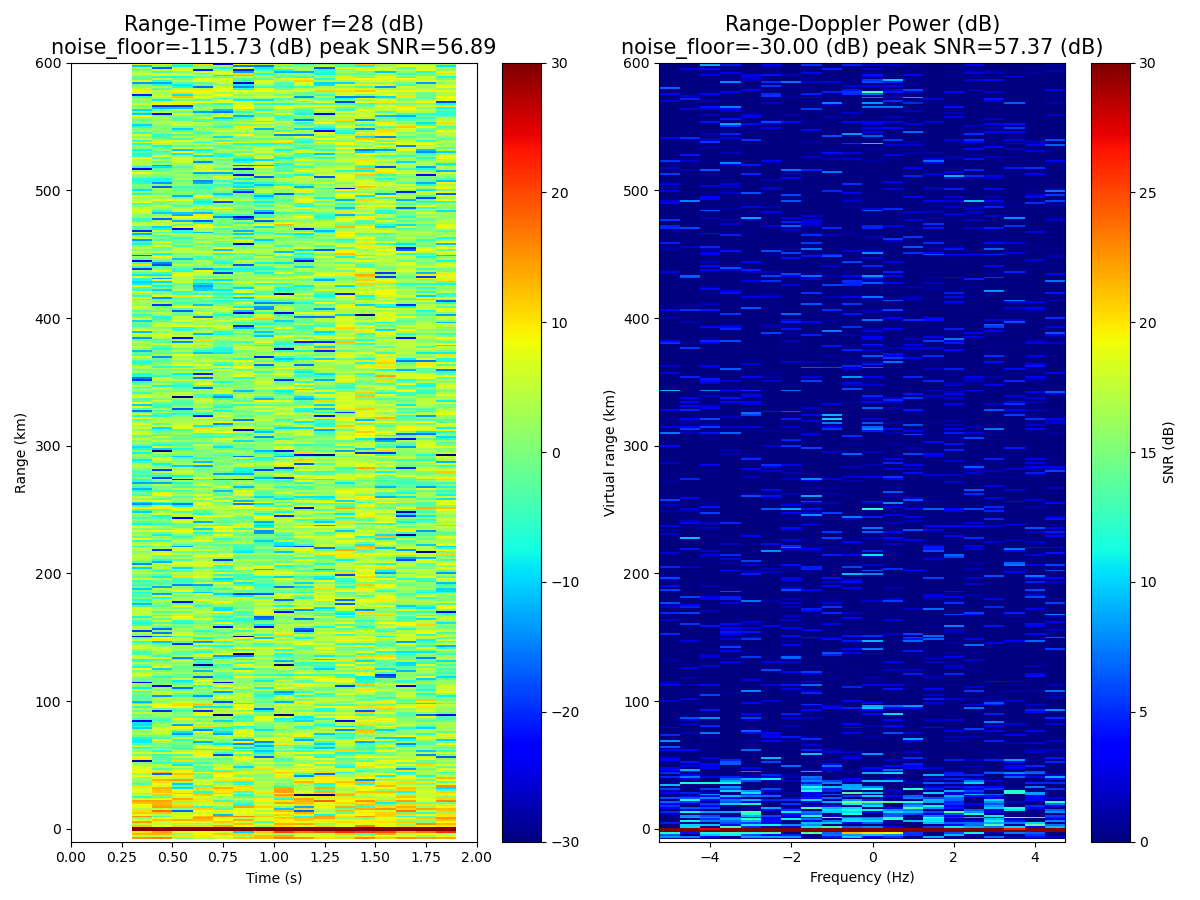 Range-Time Power f=28 (dB)
noise_floor=-115.73 (dB) peak SNR=56.89
Range (km)
600
500
400
300
200
100
0
0.00 0.25 0.50 0.75 1.00 1.25 1.50 1.75 2.00
Time (s)
30
20
10
0
−10
−20
−30
Range-Doppler Power (dB)
noise_floor=-30.00 (dB) peak SNR=57.37 (dB)
Virtual range (km)
600
500
400
300
200
100
0
−4 −2 0 2 4
Frequency (Hz)
30
25
20
15
10
5
0
SNR (dB)